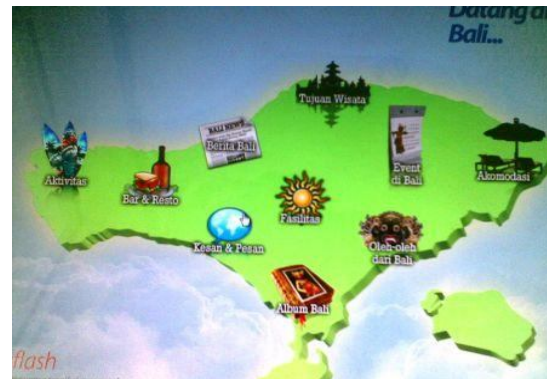 Datang di
Bali...
Tujuan Wisata
BALI NEWS
Berita Bali
Event
di Bali
Aktivitas
Akomodasi
Bar & Resto
Fasilitas
Kesan & Pesan
Oleh-oleh
dari Bali
Album Bali
flash